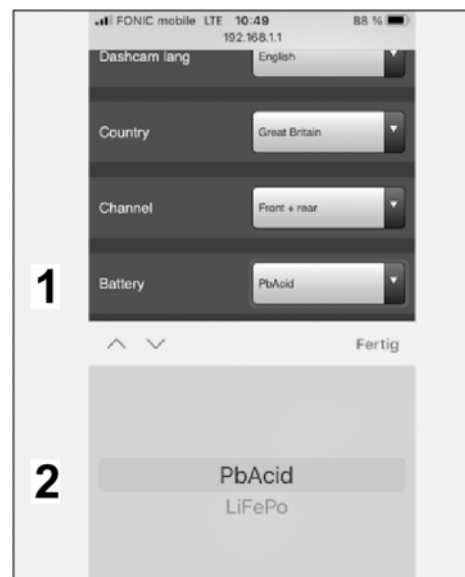 FONIC mobile LTE 10:49 88 %
192.168.1.1
Dashcam lang English
Country Great Britain
Channel Front + rear
1 Battery PbAcid
Fertig
2 PbAcid
LiFePo